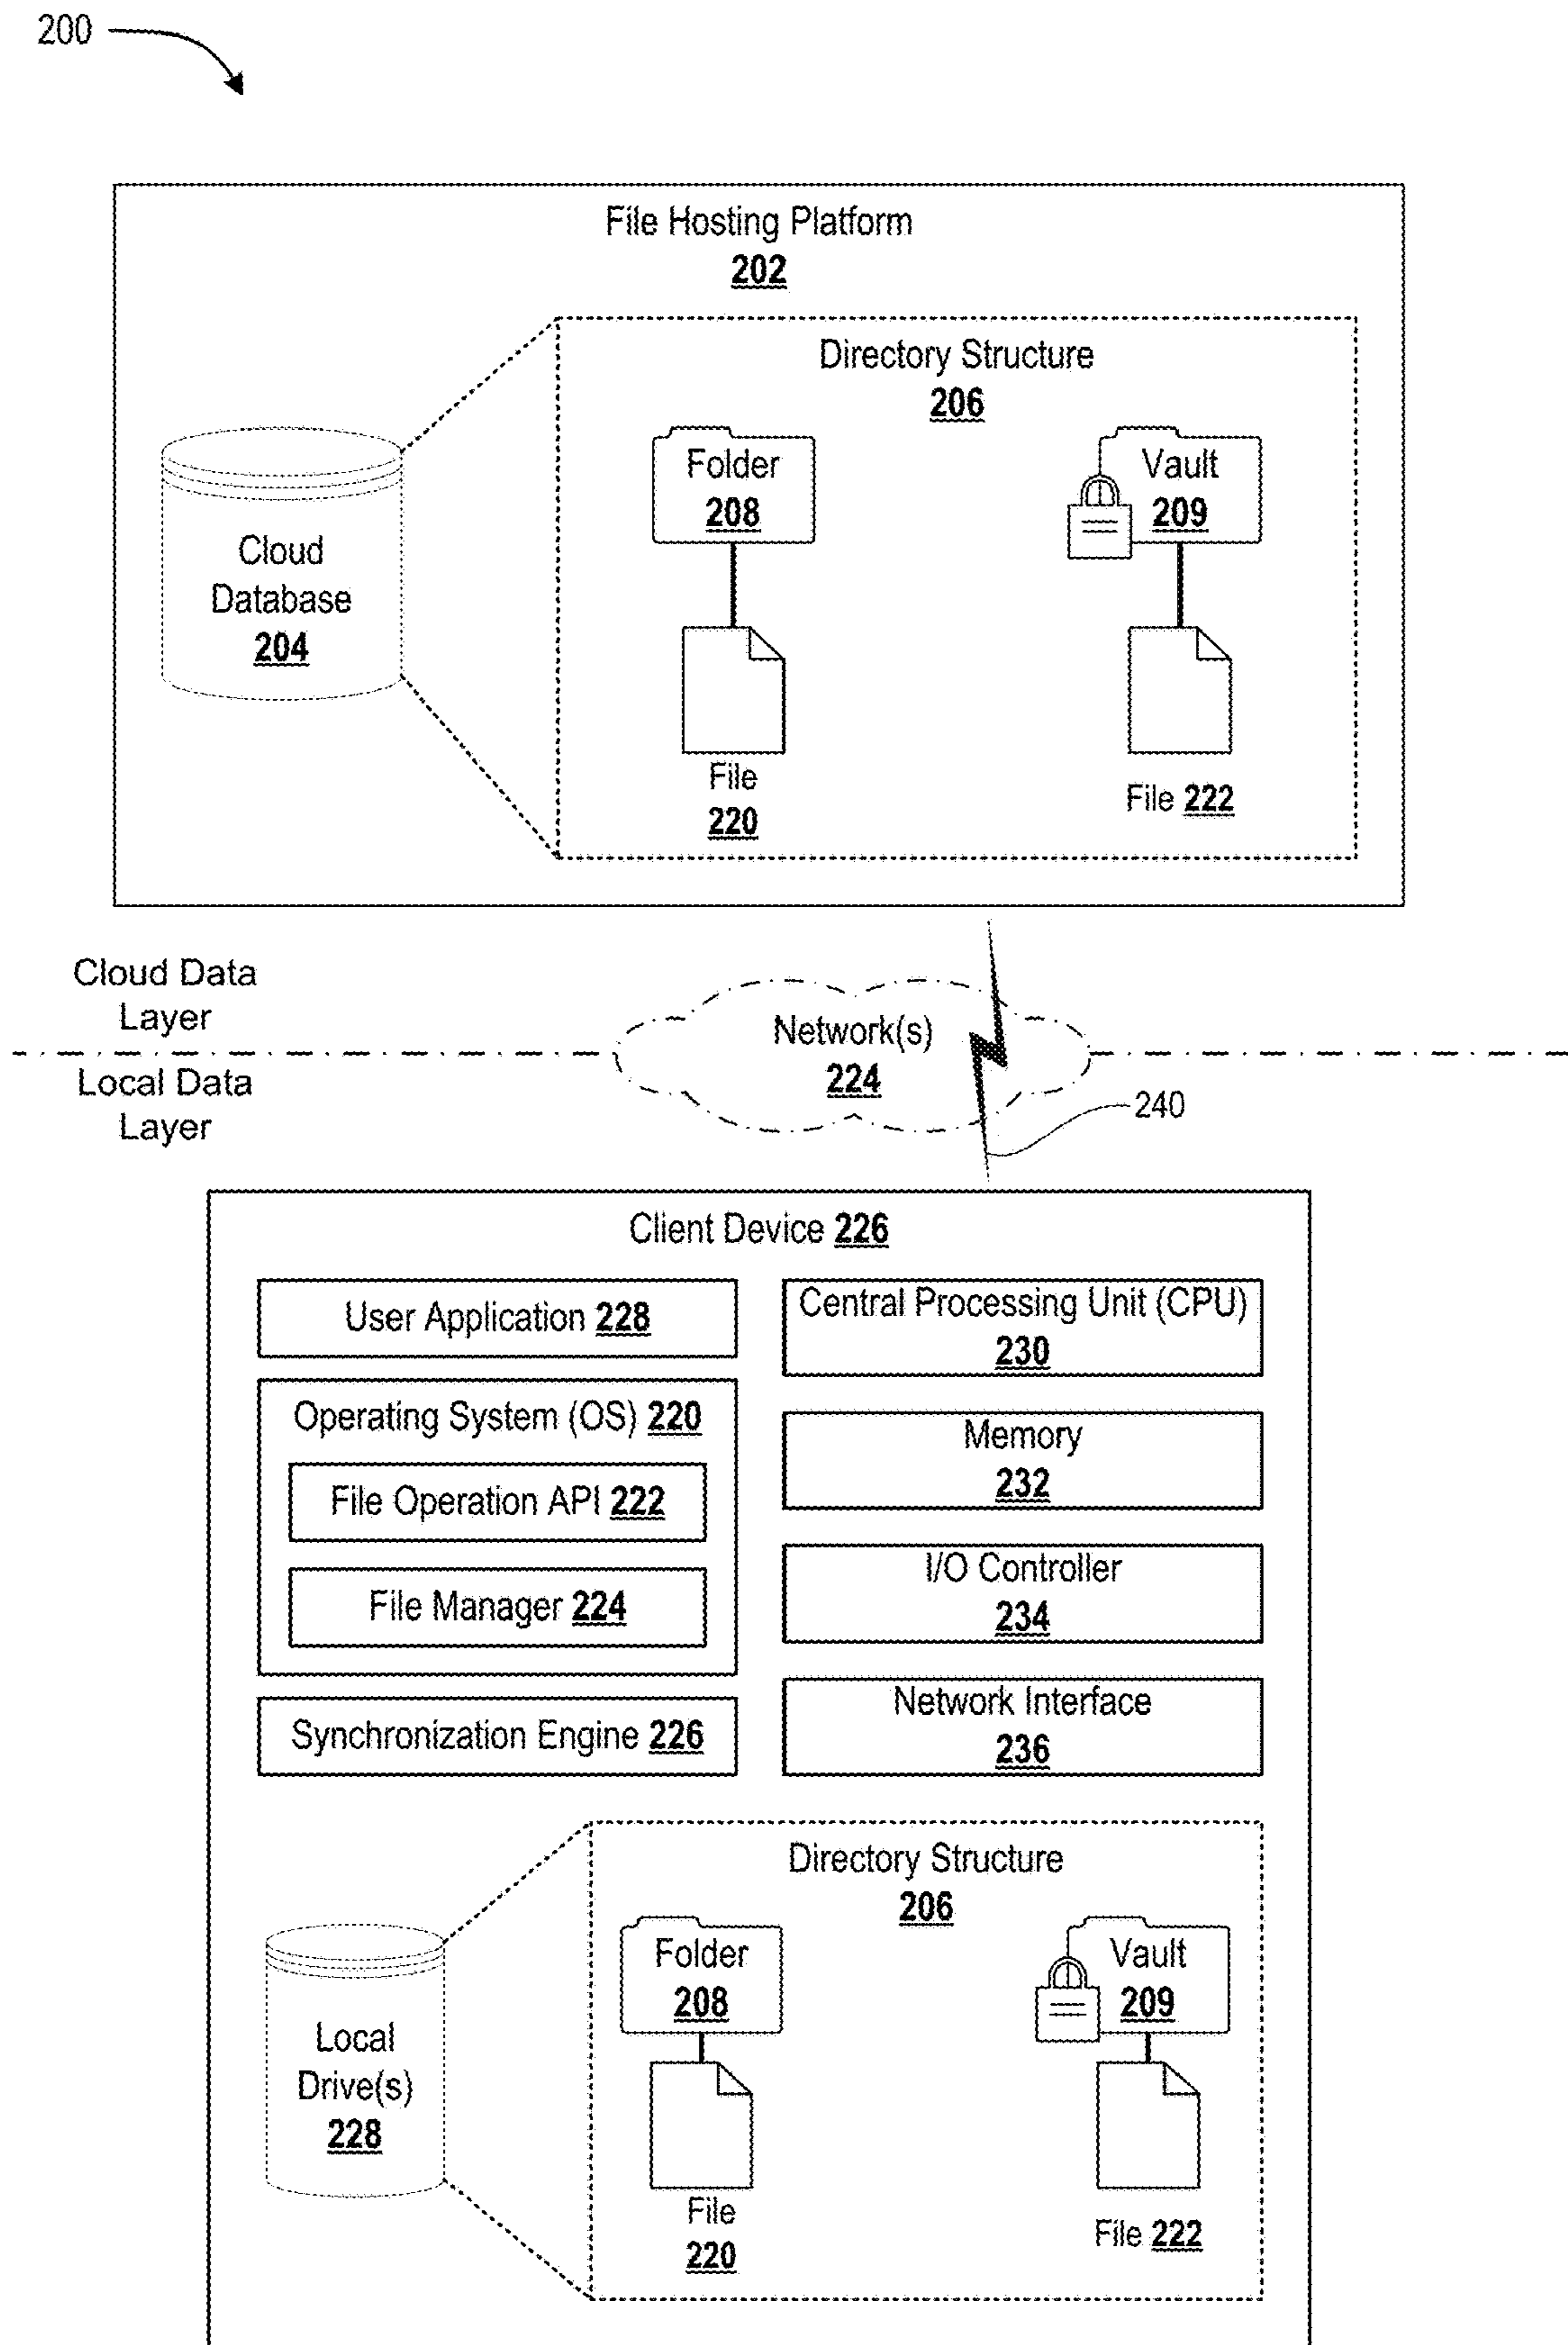 200
File Hosting Platform
202
Directory Structure
206
Folder
208
Vault
209
Cloud
Database
204
File
220
File 222
Cloud Data
Layer
Network(s)
224
Local Data
Layer
240
Client Device 226
User Application 228
Central Processing Unit (CPU)
230
Operating System (OS) 220
File Operation API 222
File Manager 224
Memory
232
I/O Controller
234
Synchronization Engine 226
Network Interface
236
Directory Structure
206
Folder
208
Vault
209
Local
Drive(s)
228
File
220
File 222